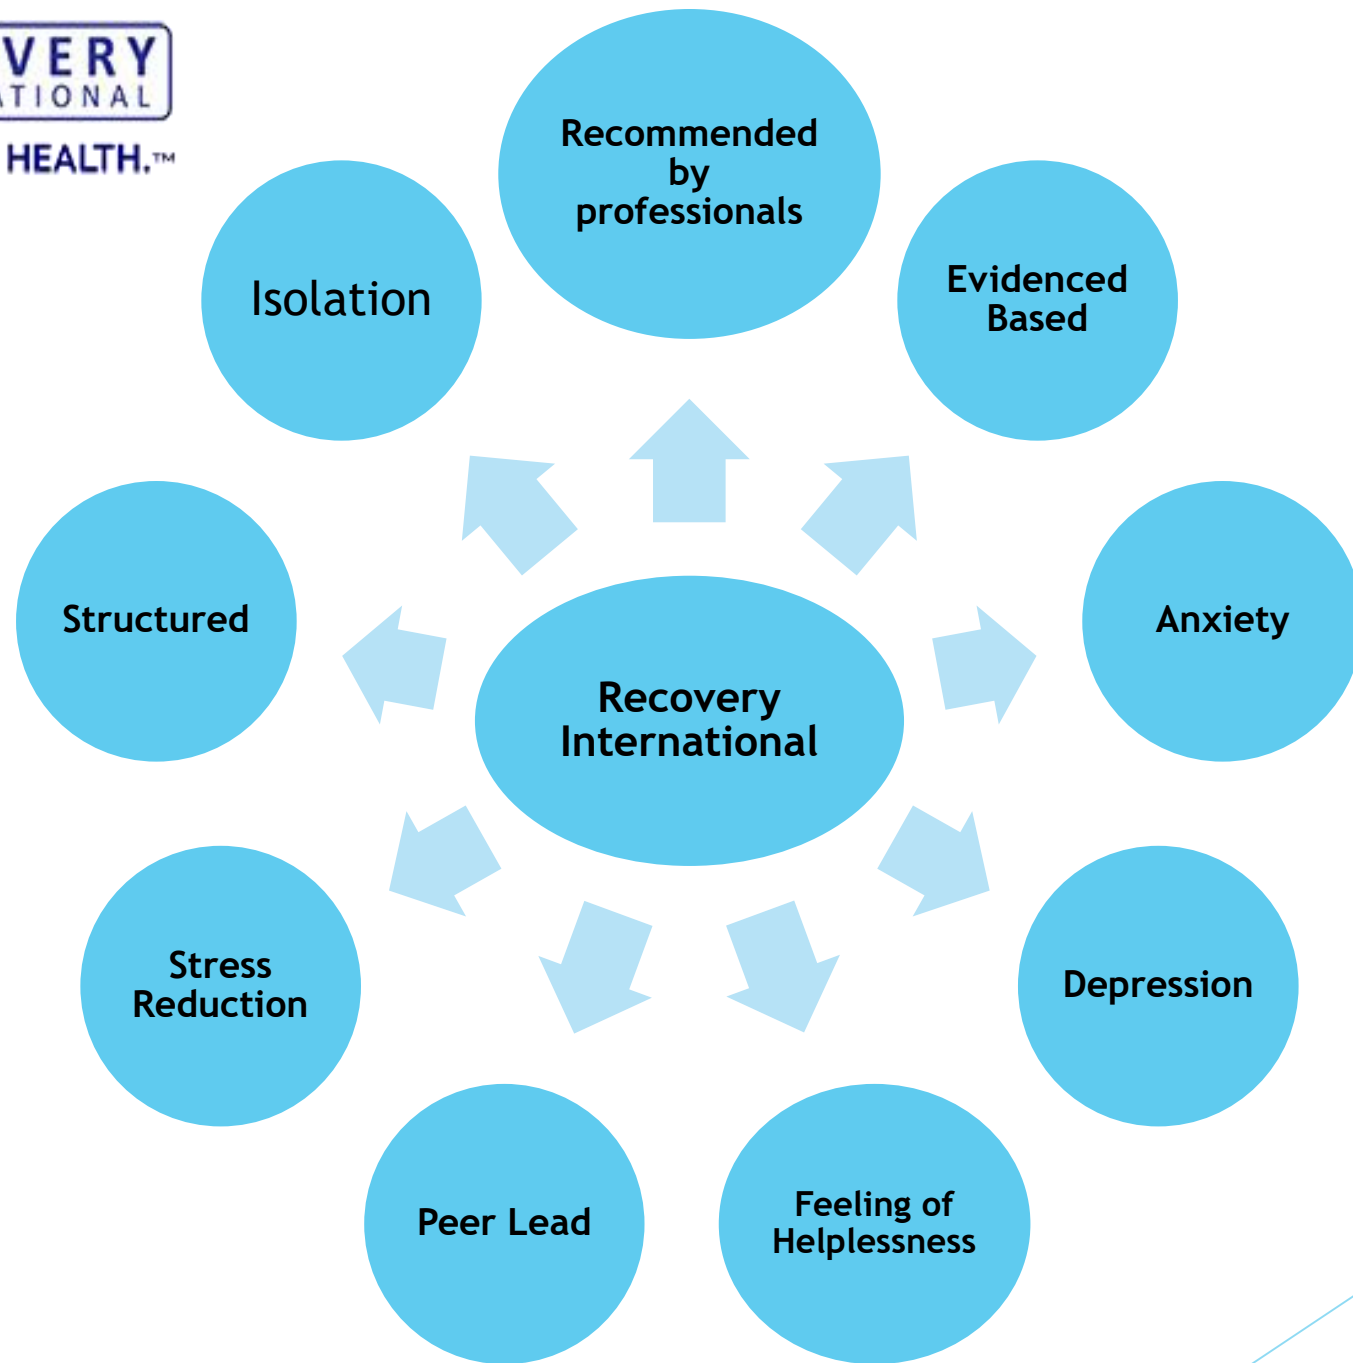 VERY
ATIONAL
HEALTH.™
Recommended
by
professionals
Evidenced
Based
Anxiety
Depression
Feeling of
Helplessness
Peer Lead
Stress
Reduction
Structured
Isolation
Recovery
International